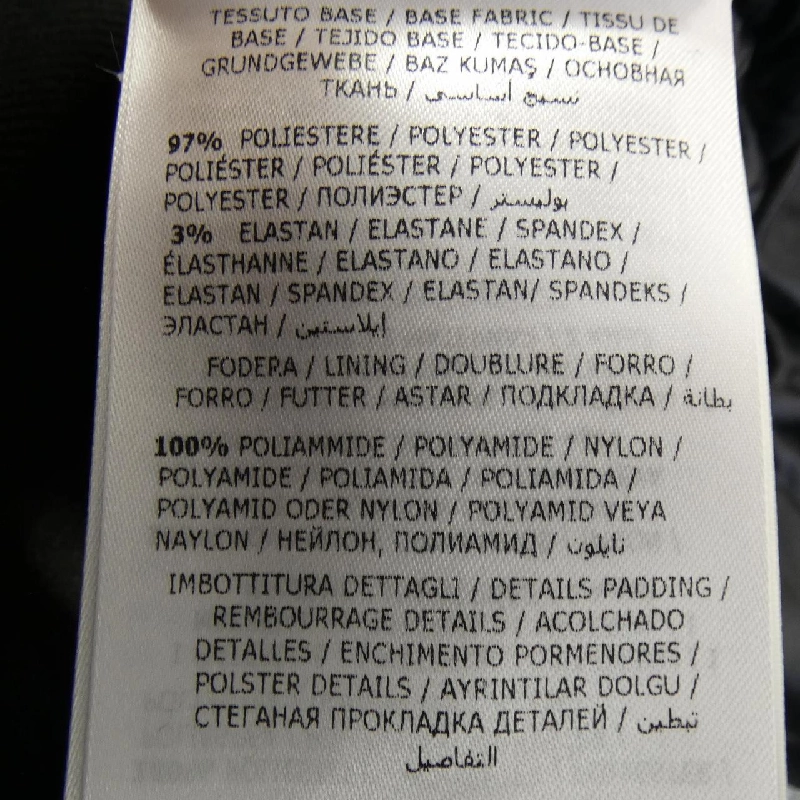 TESSUTO BASE / BASE FABRIC / TISSU DE
BASE / TEJIDO BASE / TECIDO-BASE /
GRUNDGEWEBE / BAZ KUMAŞ / ОСНОВНАЯ
ТКАНЬ / نسيج أساسي
97% POLIESTERE / POLYESTER / POLYESTER /
POLIÉSTER / POLIÉSTER / POLYESTER /
POLYESTER / ПОЛИЭСТЕР / بوليستر
3% ELASTAN / ELASTANE / SPANDEX /
ÉLASTHANNE / ELASTANO / ELASTANO /
ELASTAN / SPANDEX / ELASTAN/ SPANDEKS /
ЭЛАСТАН / إيلاستين
FODERA / LINING / DOUBLURE / FORRO /
FORRO / FUTTER / ASTAR / ПОДКЛАДКА / بطانة
100% POLIAMMIDE / POLYAMIDE / NYLON /
POLYAMIDE / POLIAMIDA / POLIAMIDA /
POLYAMID ODER NYLON / POLYAMID VEYA
NAYLON / НЕЙЛОН, ПОЛИАМИД / نايلون
IMBOTTITURA DETTAGLI / DETAILS PADDING /
REMBOURRAGE DETAILS / ACOLCHADO
DETALLES / ENCHIMENTO PORMENORES /
POLSTER DETAILS / AYRINTILAR DOLGU /
СТЕГАНАЯ ПРОКЛАДКА ДЕТАЛЕЙ / تبطين
التفاصيل